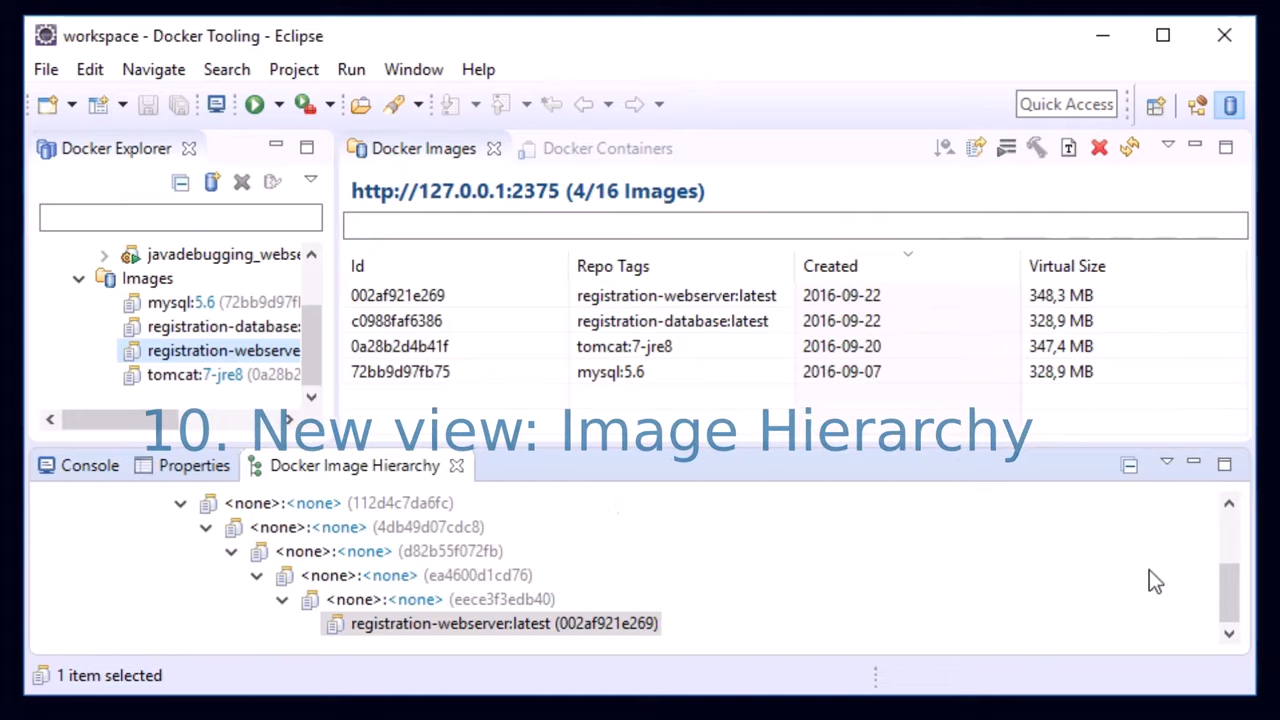 workspace - Docker Tooling - Eclipse
File Edit Navigate Search Project Run Window Help
Quick Access
Docker Explorer
Docker Images Docker Containers
http://127.0.0.1:2375 (4/16 Images)
javadebugging_webse
Images
mysql:5.6 (72bb9d97fl
registration-database:
registration-webserve
tomcat:7-jre8 (0a28b2
Id Repo Tags Created Virtual Size
002af921e269 registration-webserver:latest 2016-09-22 348,3 MB
c0988faf6386 registration-database:latest 2016-09-22 328,9 MB
0a28b2d4b41f tomcat:7-jre8 2016-09-20 347,4 MB
72bb9d97fb75 mysql:5.6 2016-09-07 328,9 MB
10. New view: Image Hierarchy
Console Properties Docker Image Hierarchy
<none>:<none> (112d4c7da6fc)
<none>:<none> (4db49d07cdc8)
<none>:<none> (d82b55f072fb)
<none>:<none> (ea4600d1cd76)
<none>:<none> (eece3f3edb40)
registration-webserver:latest (002af921e269)
1 item selected